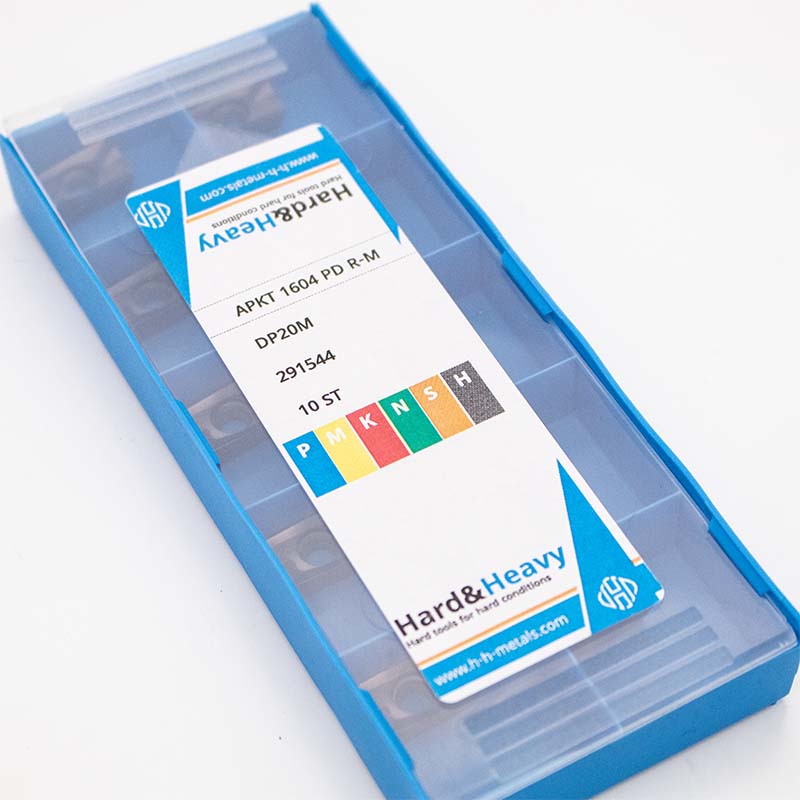 www.h-h-metals.com
Hard tools for hard conditions
Hard&Heavy
APKT 1604 PD R-M
DP20M
291544
10 ST
P M K N S H
Hard&Heavy
Hard tools for hard conditions
www.h-h-metals.com